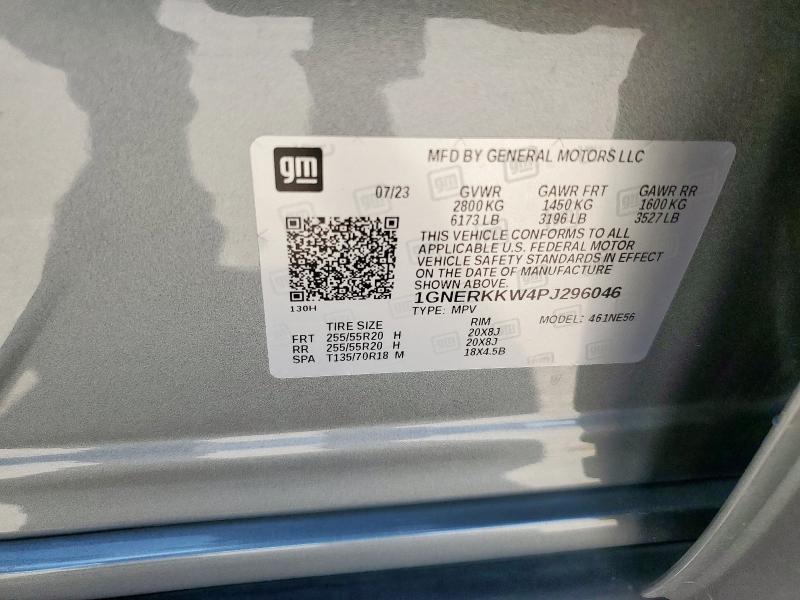 gm
MFD BY GENERAL MOTORS LLC
07/23 GVWR GAWR FRT GAWR RR
2800 KG 1450 KG 1600 KG
6173 LB 3196 LB 3527 LB
THIS VEHICLE CONFORMS TO ALL
APPLICABLE U.S. FEDERAL MOTOR
VEHICLE SAFETY STANDARDS IN EFFECT
ON THE DATE OF MANUFACTURE
SHOWN ABOVE.
1GNERKKW4PJ296046
130H
TYPE: MPV MODEL: 461NE56
TIRE SIZE RIM
FRT 255/55R20 H 20X8J
RR 255/55R20 H 20X8J
SPA T135/70R18 M 18X4.5B